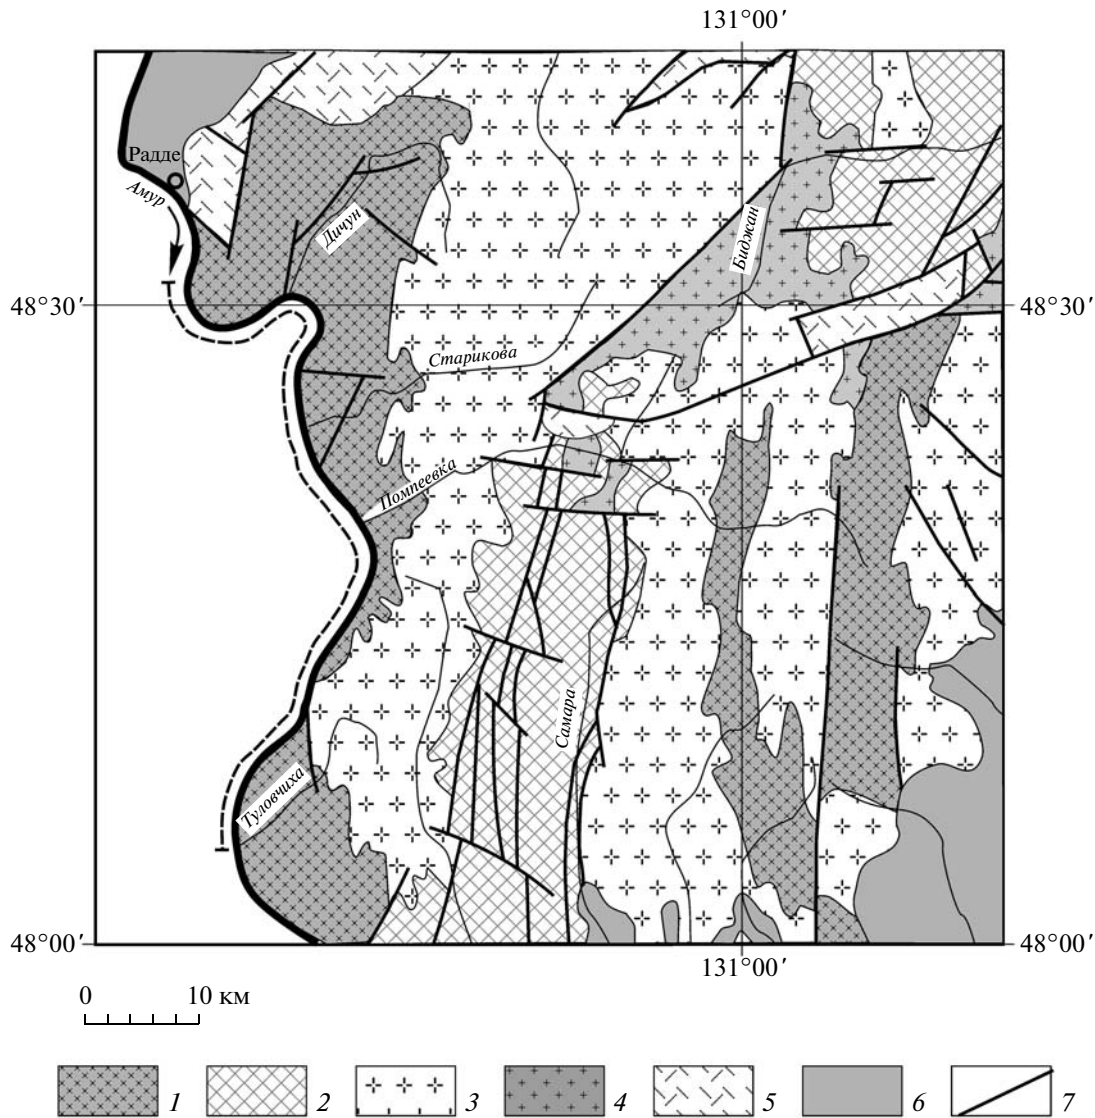 131°00′
Радде
Амур
Дичун
Биджан
48°30′
48°30′
Старикова
Помпеевка
Самара
Туловчиха
48°00′
48°00′
131°00′
0 10 км
1 2 3 4 5 6 7